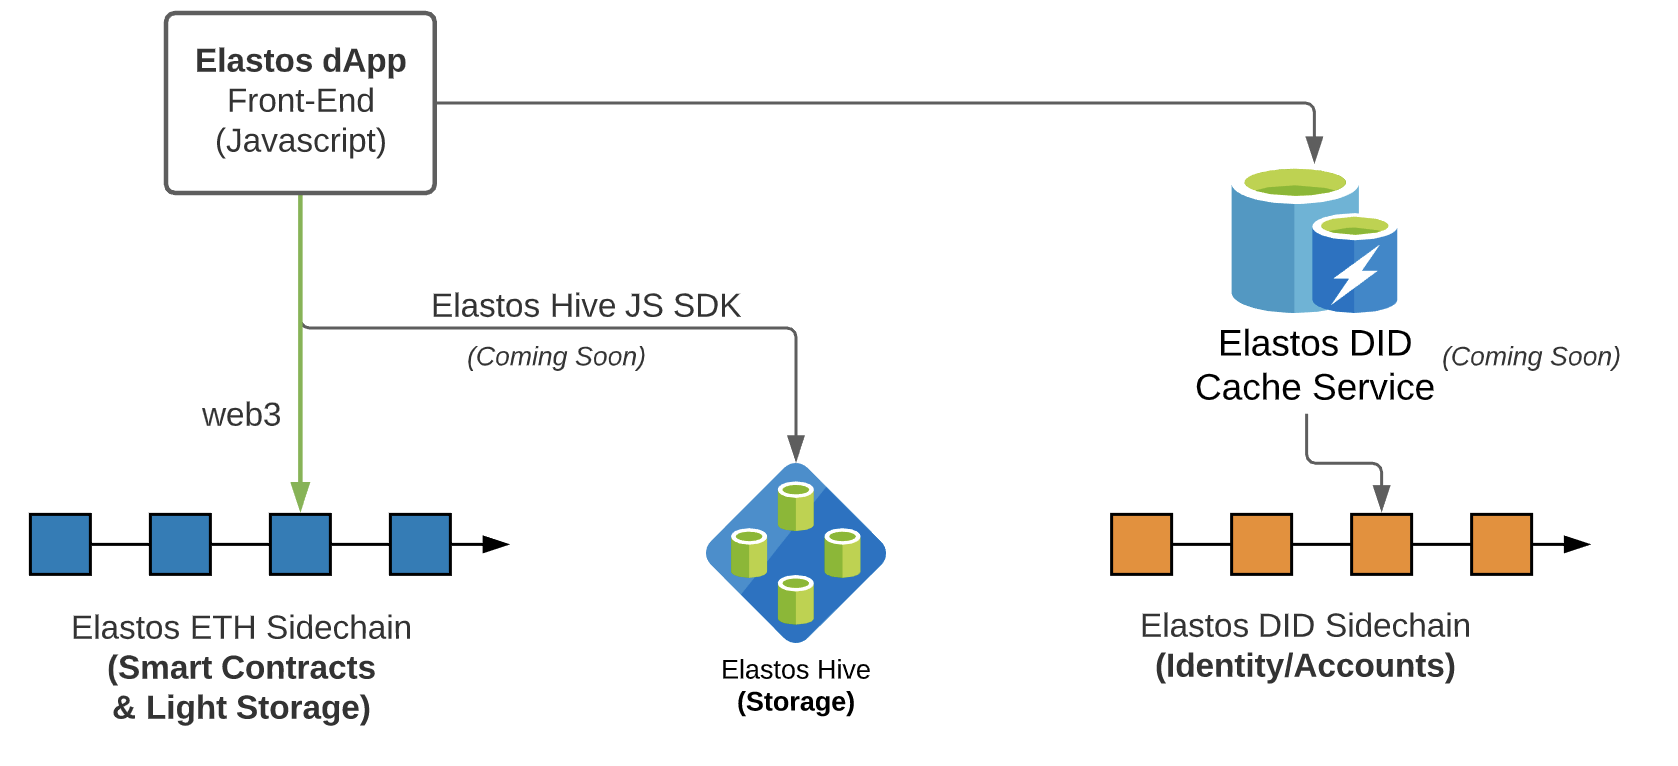 Elastos dApp
Front-End
(Javascript)
Elastos Hive JS SDK
(Coming Soon)
web3
Elastos DID
Cache Service
(Coming Soon)
Elastos ETH Sidechain
(Smart Contracts
& Light Storage)
Elastos Hive
(Storage)
Elastos DID Sidechain
(Identity/Accounts)